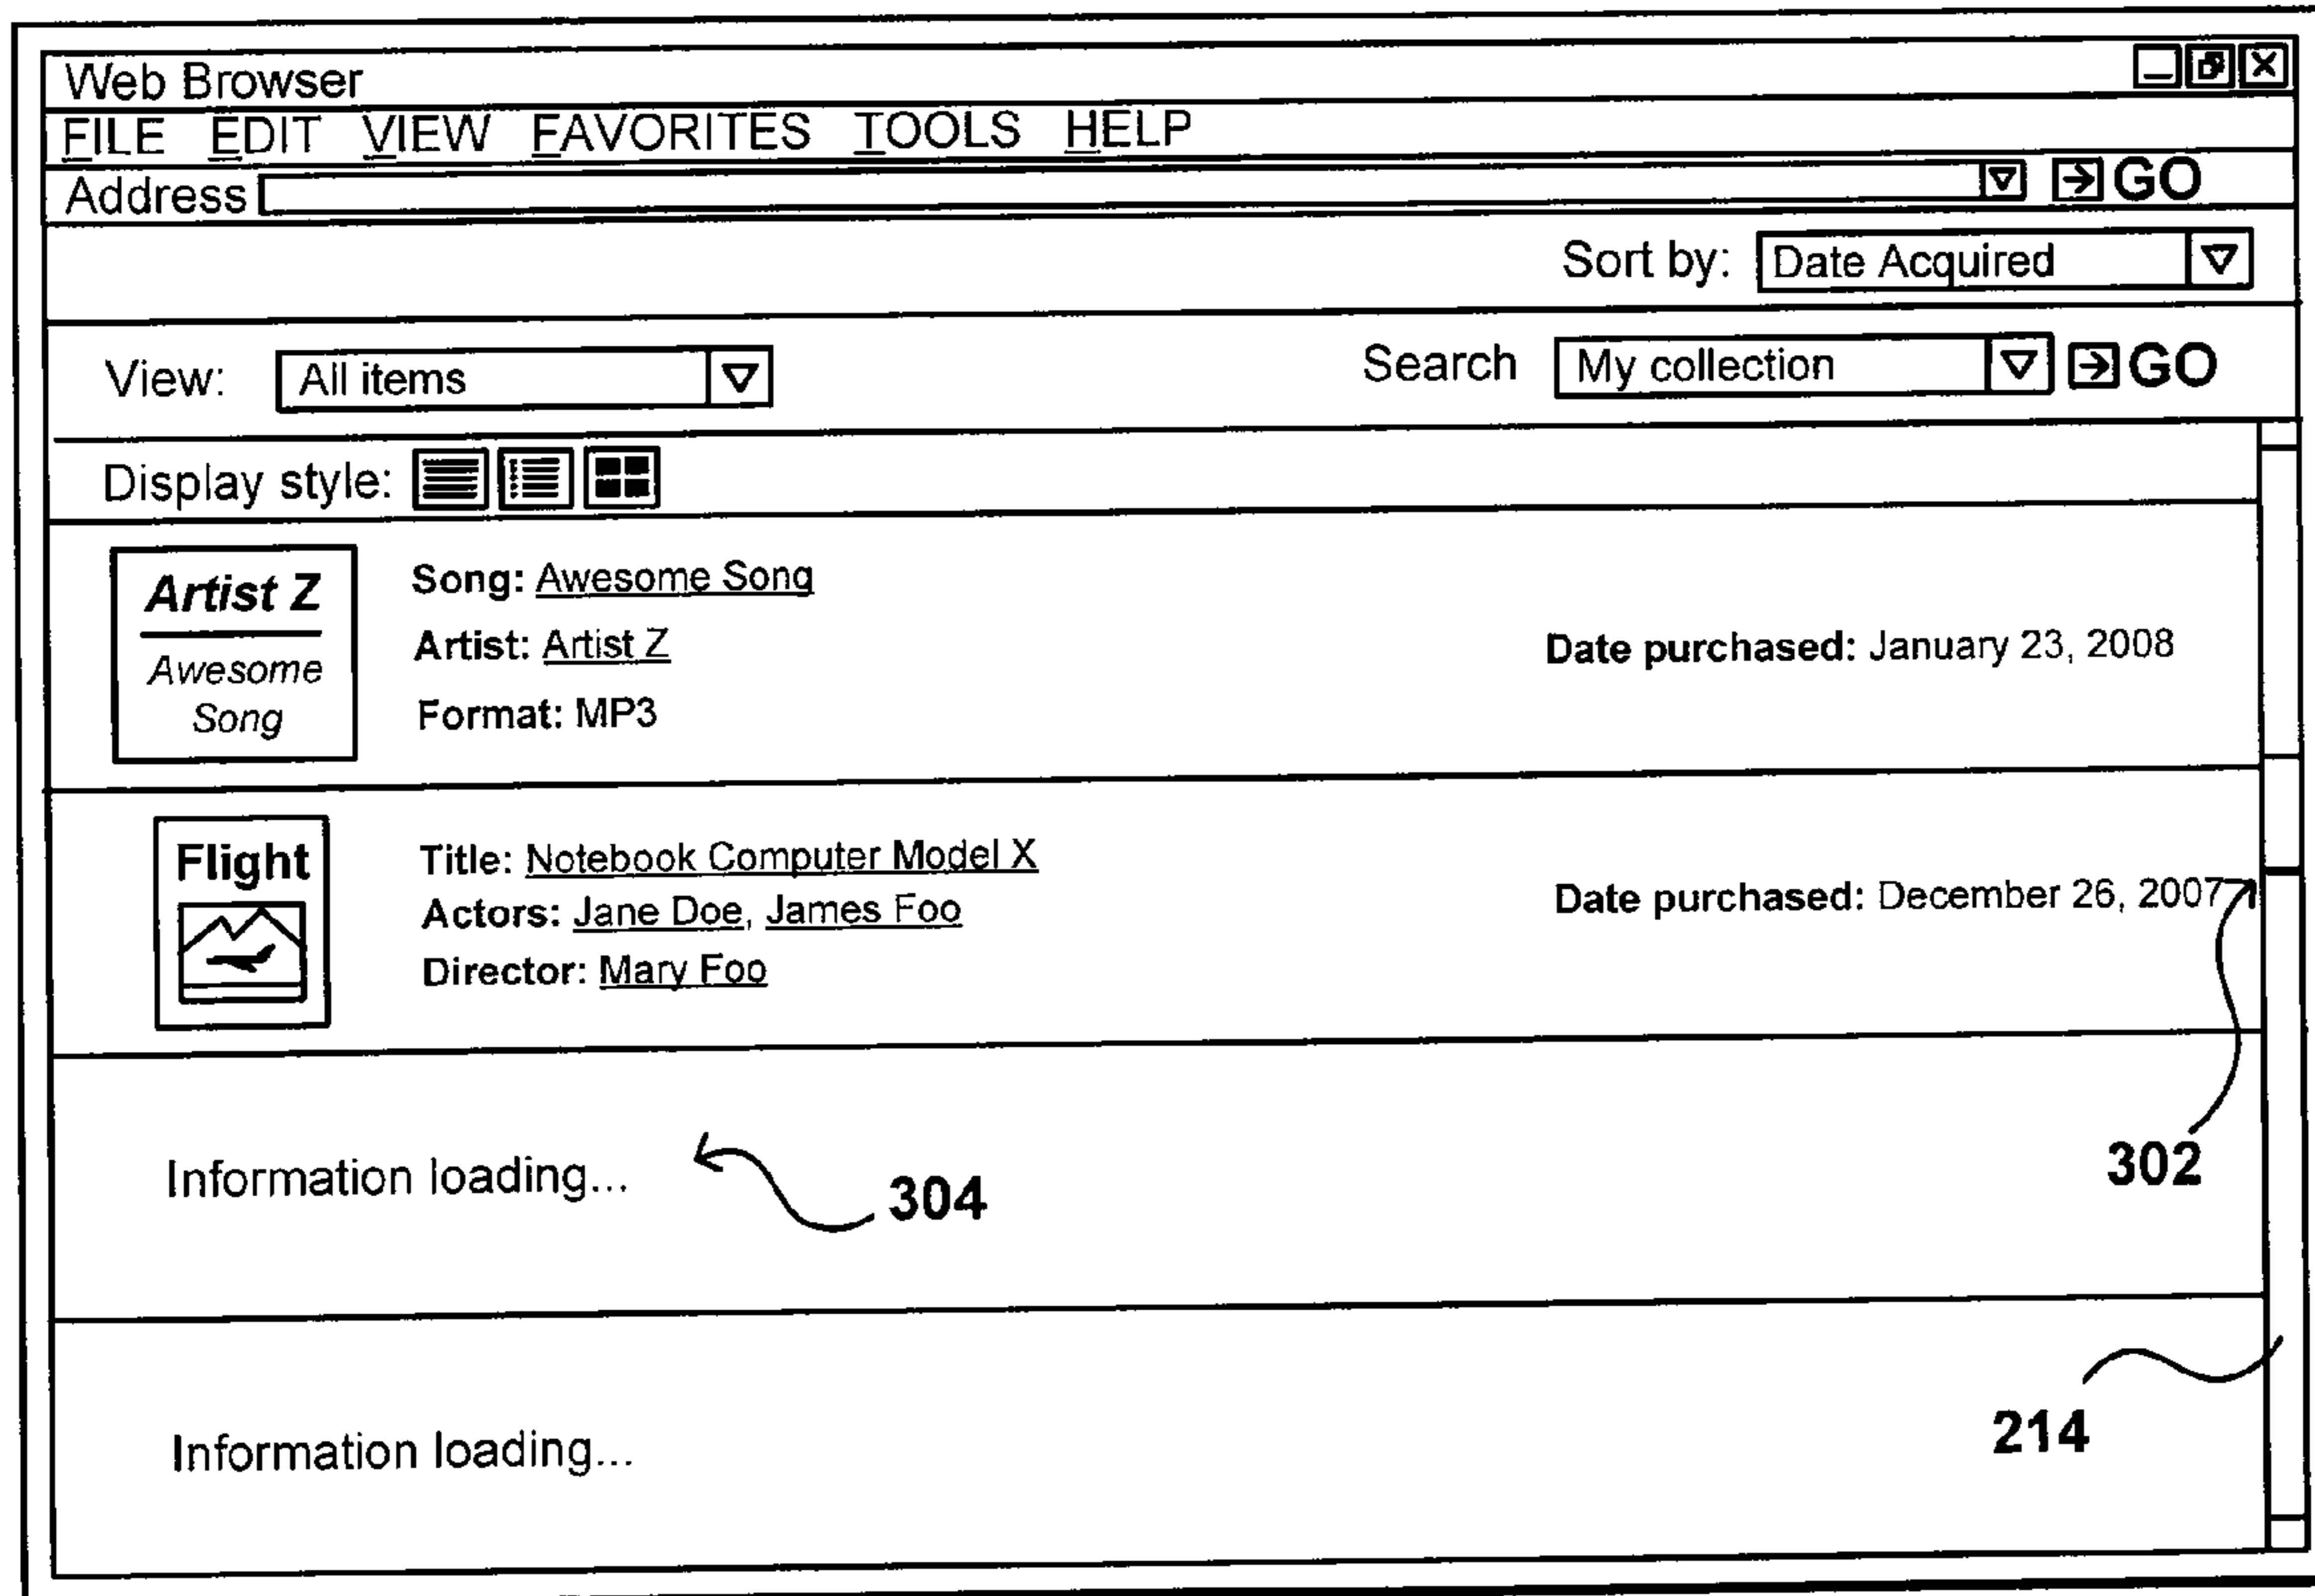 Web Browser
FILE EDIT VIEW FAVORITES TOOLS HELP
Address GO
Sort by: Date Acquired
View: All items Search My collection GO
Display style:
Artist Z
Awesome
Song
Song: Awesome Song
Artist: Artist Z
Format: MP3
Date purchased: January 23, 2008
Flight
Title: Notebook Computer Model X
Actors: Jane Doe, James Foo
Director: Mary Foo
Date purchased: December 26, 2007
302
Information loading...
304
214
Information loading...